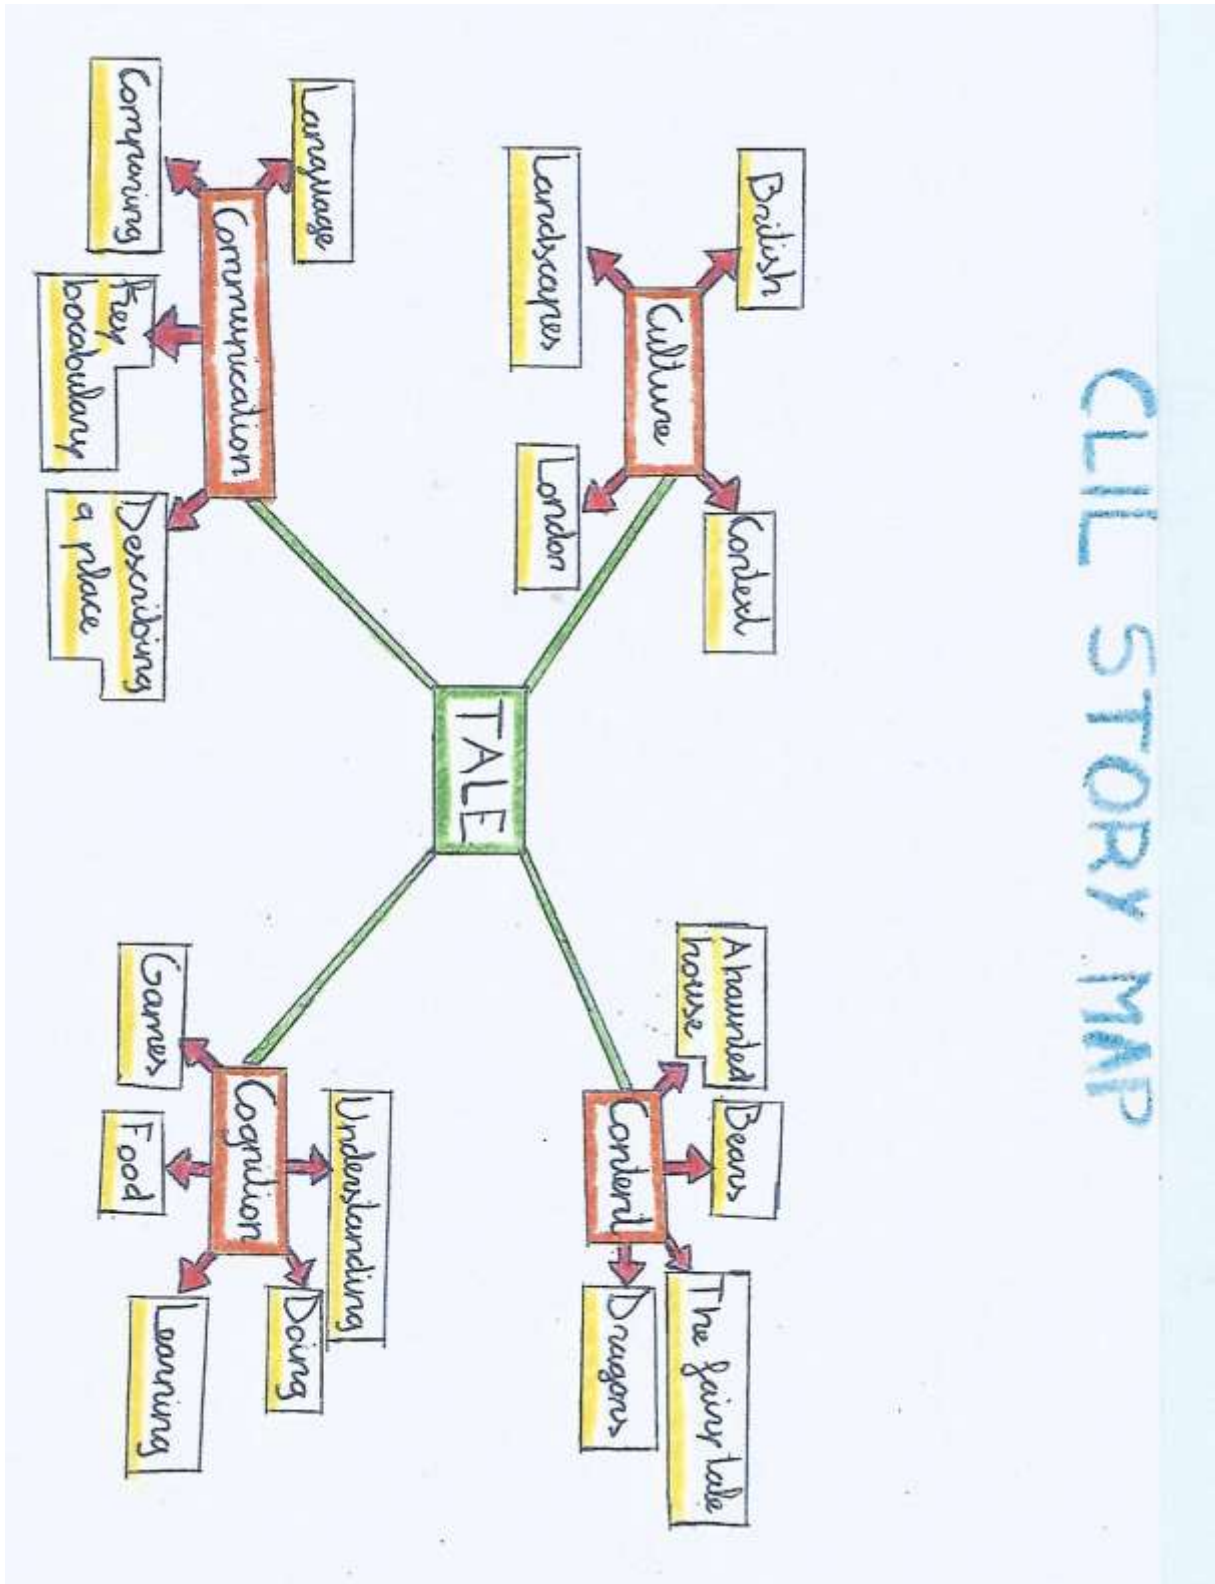 CLIL STORY MAP
British
Context
Culture
Landscapes
London
A haunted
house
Bears
The fairy tale
Content
Dragons
TALE
Language
Communication
Comparing
Key
bocabulary
Describing
a place
Understanding
Doing
Cognition
Games
Food
Learning